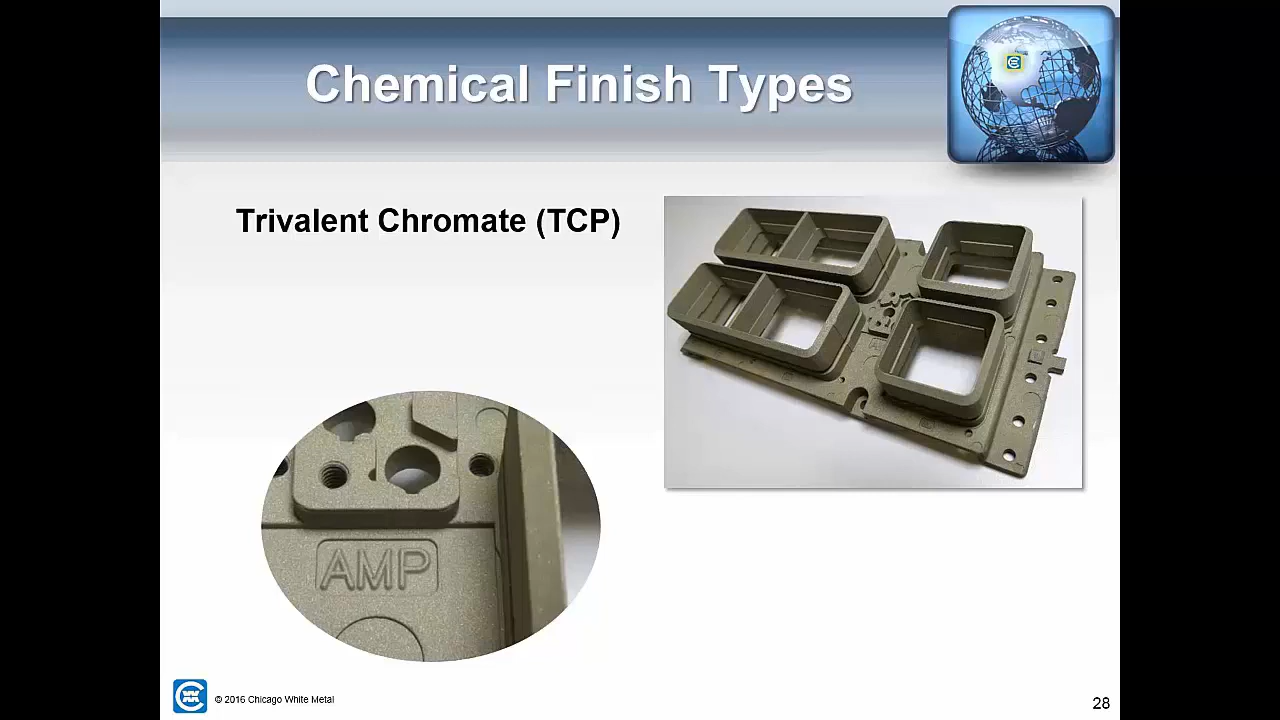 Chemical Finish Types
Trivalent Chromate (TCP)
AMP
© 2016 Chicago White Metal
28